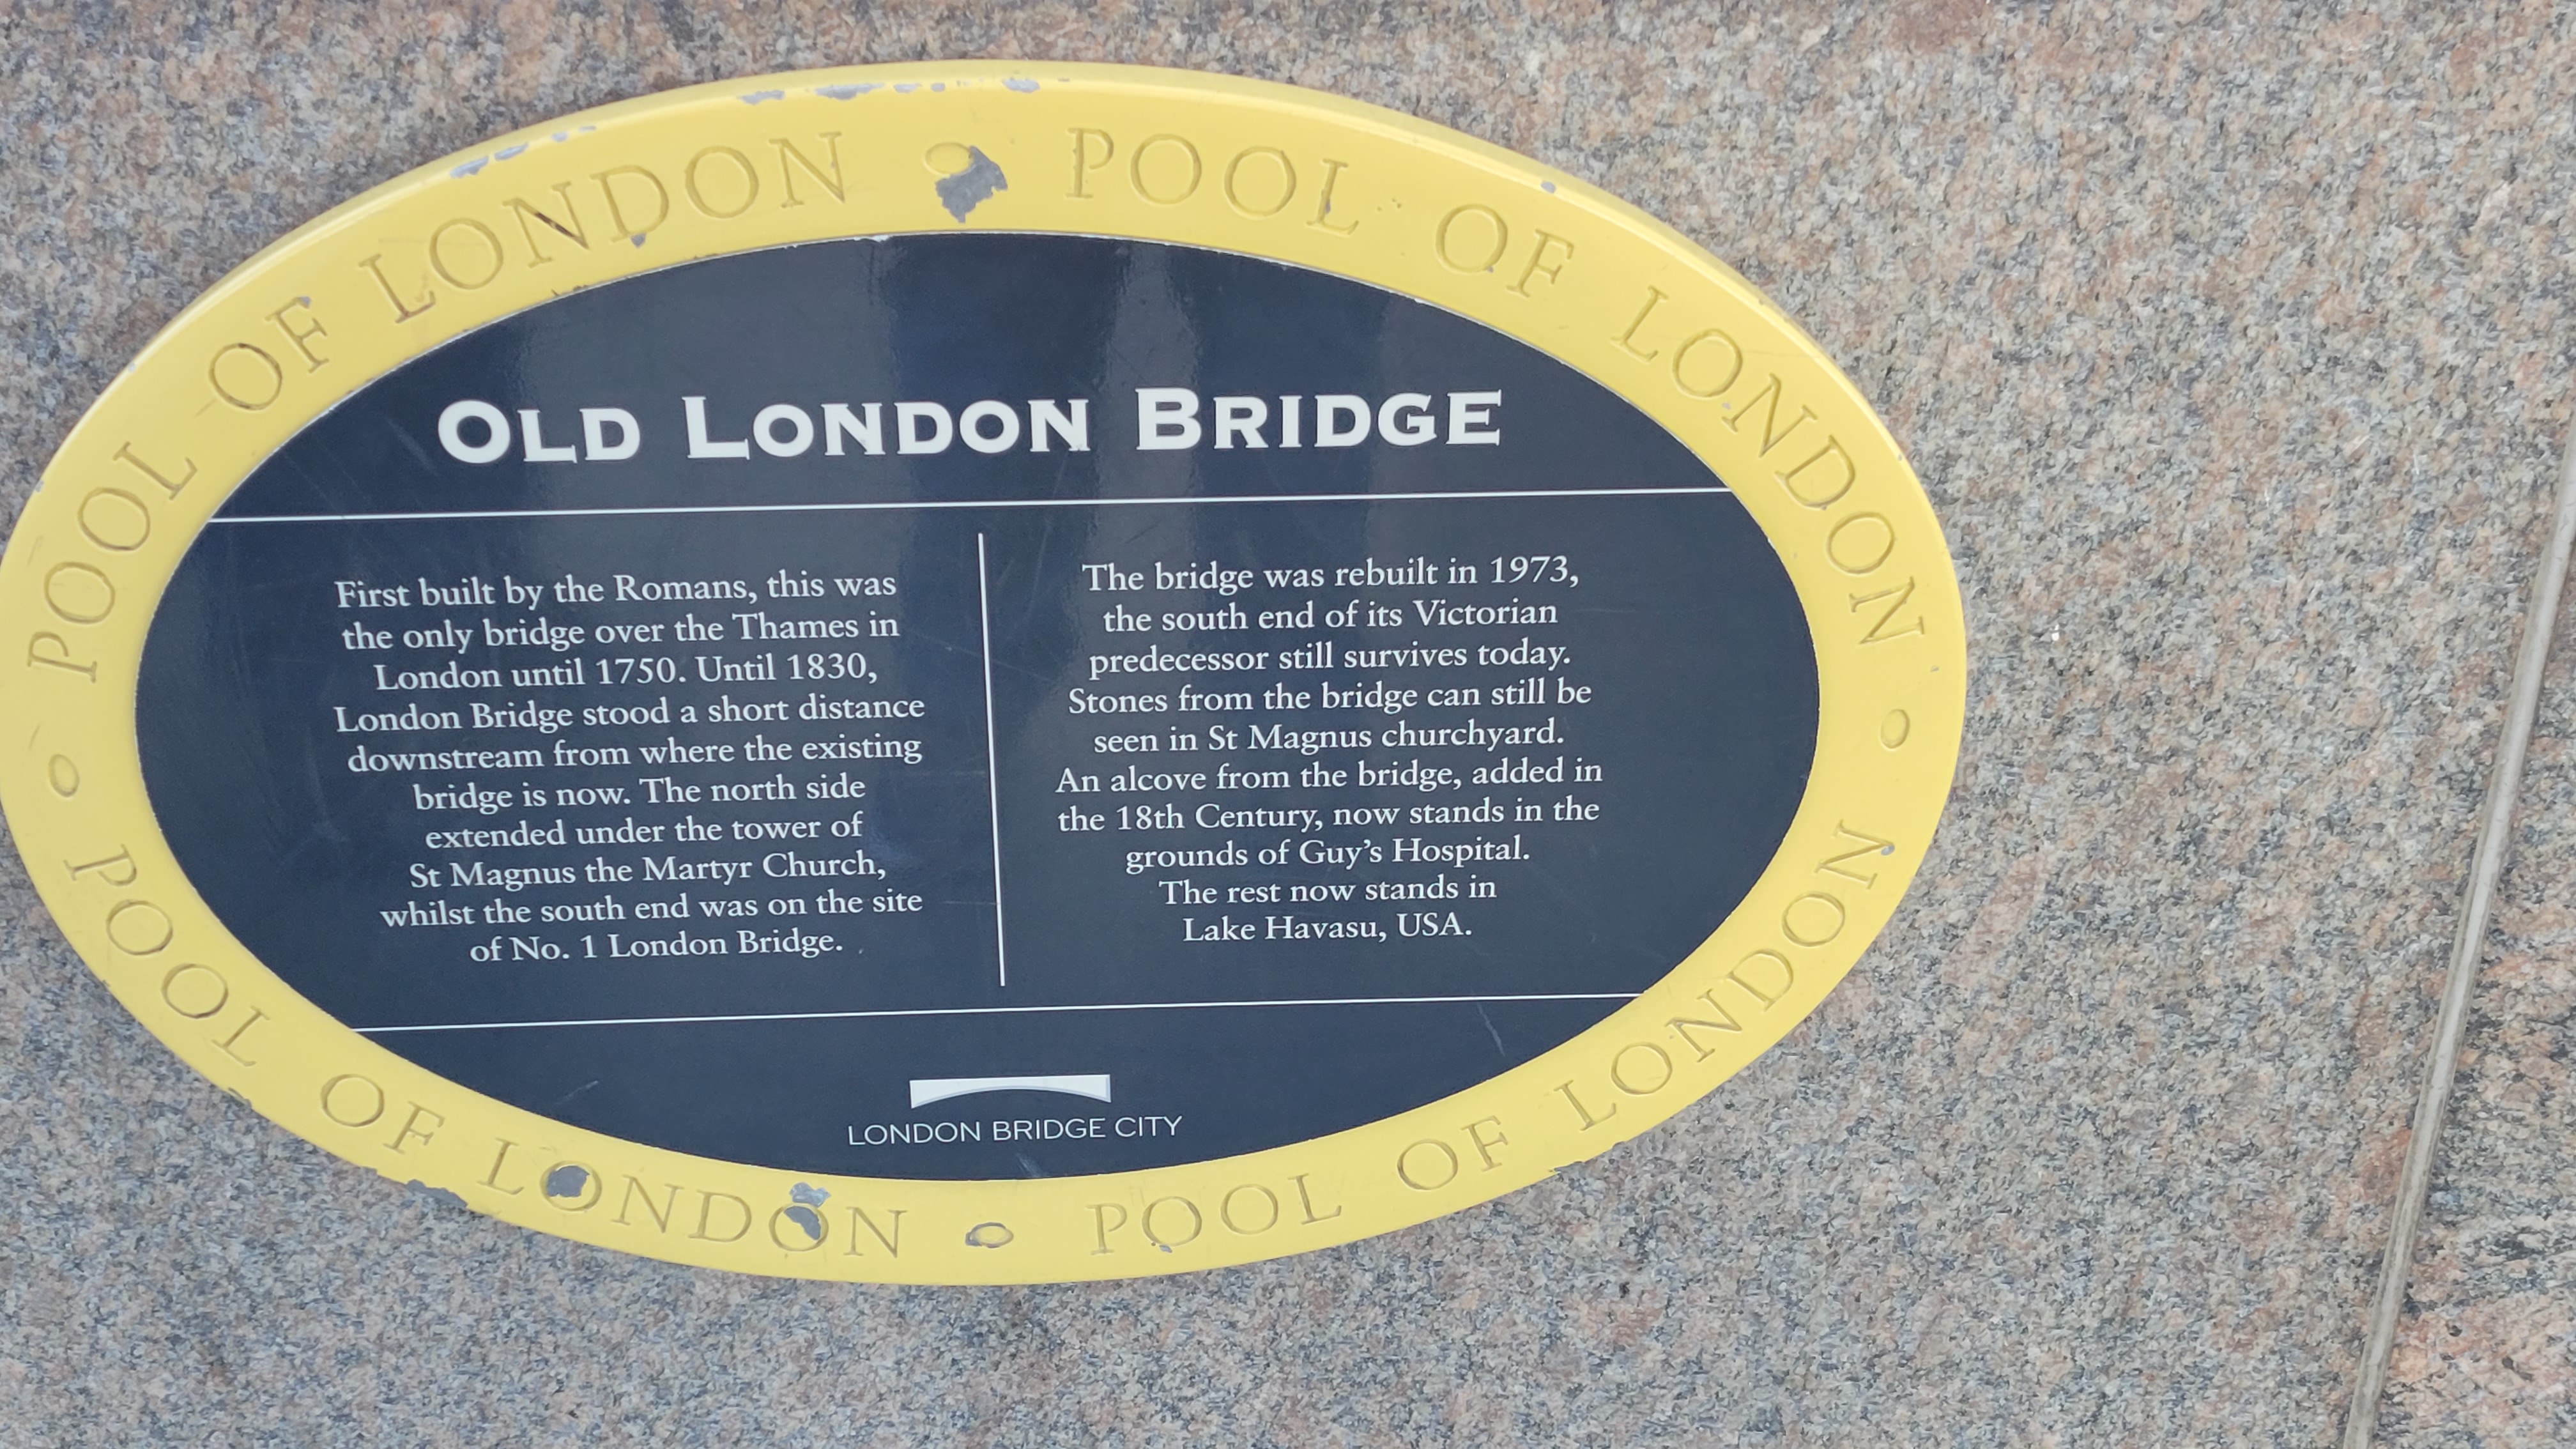 POOL OF LONDON
POOL OF LONDON
OLD LONDON BRIDGE
First built by the Romans, this was
the only bridge over the Thames in
London until 1750. Until 1830,
London Bridge stood a short distance
downstream from where the existing
bridge is now. The north side
extended under the tower of
St Magnus the Martyr Church,
whilst the south end was on the site
of No. 1 London Bridge.
The bridge was rebuilt in 1973,
the south end of its Victorian
predecessor still survives today.
Stones from the bridge can still be
seen in St Magnus churchyard.
An alcove from the bridge, added in
the 18th Century, now stands in the
grounds of Guy's Hospital.
The rest now stands in
Lake Havasu, USA.
LONDON BRIDGE CITY
POOL OF LONDON
POOL OF LONDON